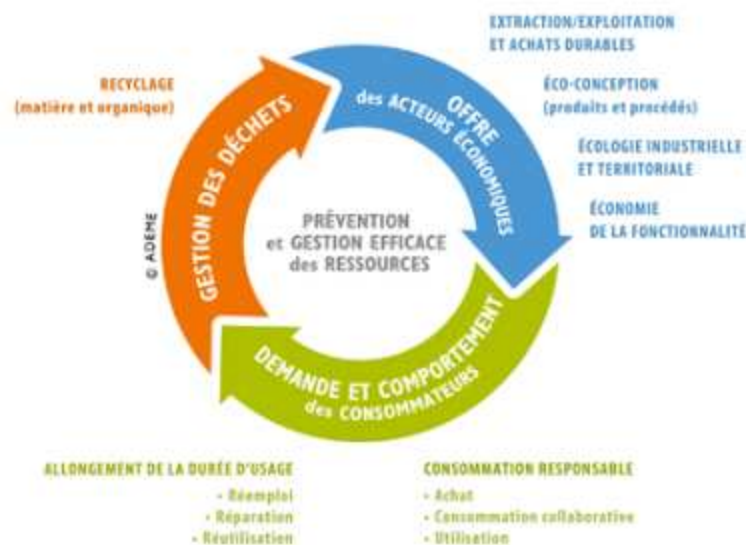 EXTRACTION/EXPLOITATION
ET ACHATS DURABLES
RECYCLAGE
(matière et organique)
ÉCO-CONCEPTION
(produits et procédés)
ÉCOLOGIE INDUSTRIELLE
ET TERRITORIALE
ÉCONOMIE
DE LA FONCTIONNALITÉ
OFFRE
des ACTEURS ÉCONOMIQUES
GESTION DES DÉCHETS
PRÉVENTION
et GESTION EFFICACE
des RESSOURCES
© ADEME
DEMANDE ET COMPORTEMENT
des CONSOMMATEURS
ALLONGEMENT DE LA DURÉE D'USAGE
• Réemploi
• Réparation
• Réutilisation
CONSOMMATION RESPONSABLE
• Achat
• Consommation collaborative
• Utilisation